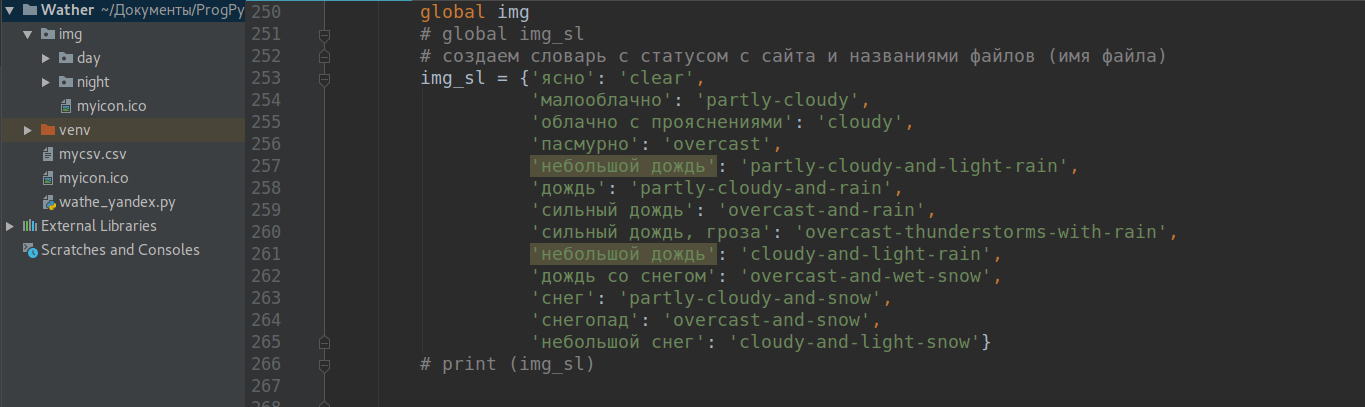 Wather ~/Документы/ProgPy
img
day
night
myicon.ico
venv
mycsv.csv
myicon.ico
wathe_yandex.py
External Libraries
Scratches and Consoles
250 global img
251 # global img_sl
252 # создаем словарь с статусом с сайта и названиями файлов (имя файла)
253 img_sl = {'ясно': 'clear',
254 'малооблачно': 'partly-cloudy',
255 'облачно с прояснениями': 'cloudy',
256 'пасмурно': 'overcast',
257 'небольшой дождь': 'partly-cloudy-and-light-rain',
258 'дождь': 'partly-cloudy-and-rain',
259 'сильный дождь': 'overcast-and-rain',
260 'сильный дождь, гроза': 'overcast-thunderstorms-with-rain',
261 'небольшой дождь': 'cloudy-and-light-rain',
262 'дождь со снегом': 'overcast-and-wet-snow',
263 'снег': 'partly-cloudy-and-snow',
264 'снегопад': 'overcast-and-snow',
265 'небольшой снег': 'cloudy-and-light-snow'}
266 # print (img_sl)
267
268